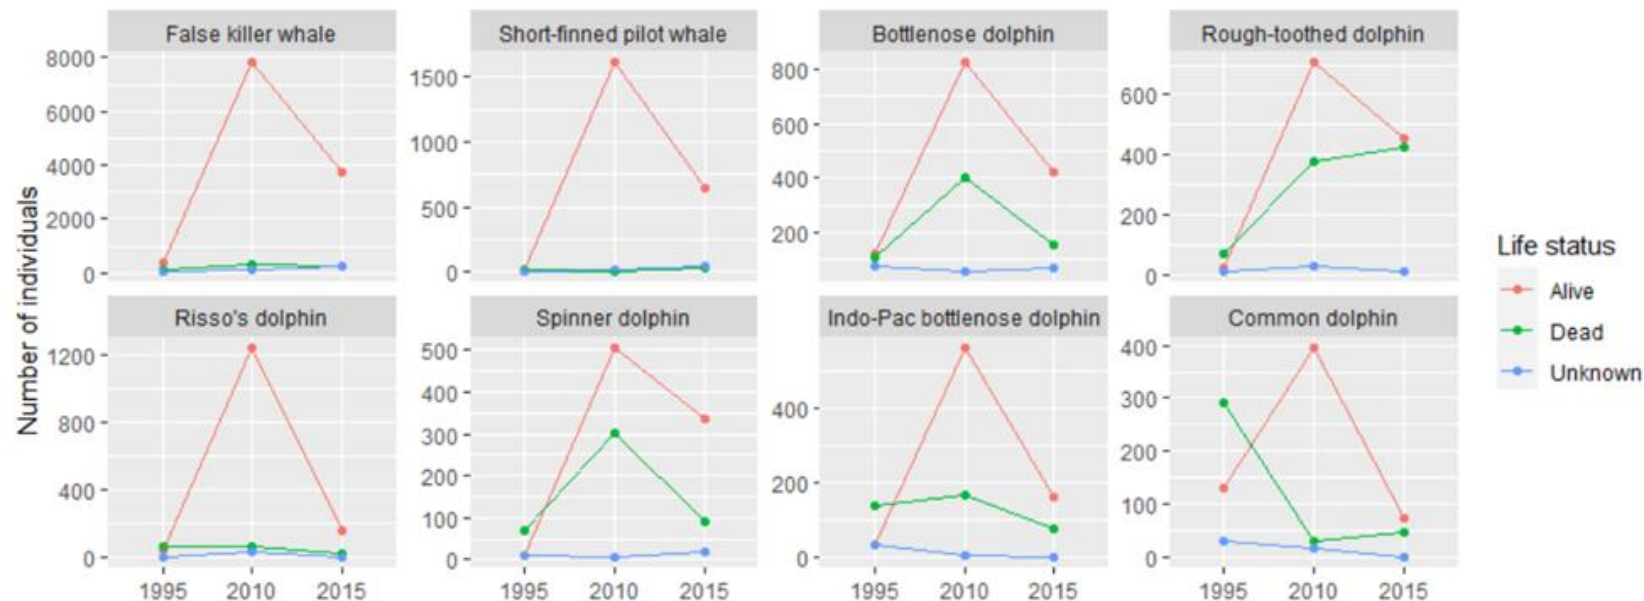 False killer whale
Short-finned pilot whale
Bottlenose dolphin
Rough-toothed dolphin
8000
6000
4000
2000
0
1500
1000
500
0
800
600
400
200
600
400
200
0
Number of individuals
Risso's dolphin
Spinner dolphin
Indo-Pac bottlenose dolphin
Common dolphin
1200
800
400
0
500
400
300
200
100
0
400
200
0
400
300
200
100
0
1995 2010 2015
1995 2010 2015
1995 2010 2015
1995 2010 2015
Life status
Alive
Dead
Unknown